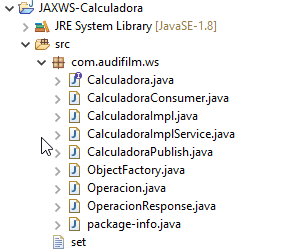 JAXWS-Calculadora
JRE System Library [JavaSE-1.8]
src
com.audifilm.ws
Calculadora.java
CalculadoraConsumer.java
CalculadoraImpl.java
CalculadoraImplService.java
CalculadoraPublish.java
ObjectFactory.java
Operacion.java
OperacionResponse.java
package-info.java
set